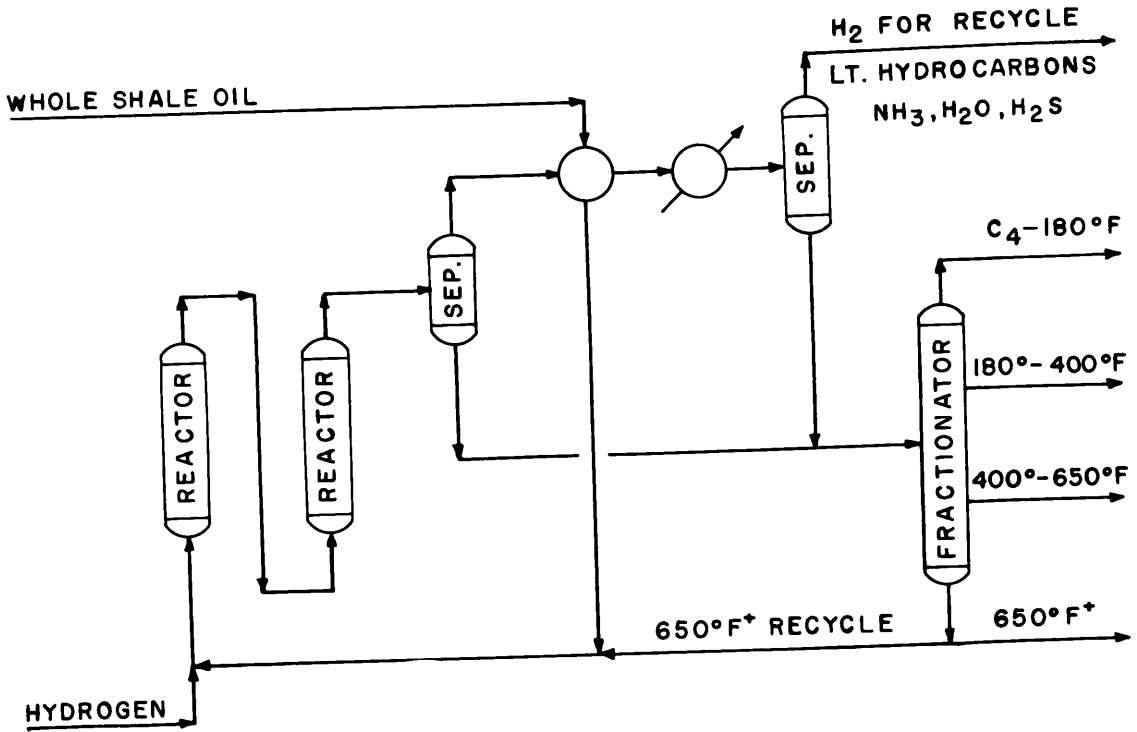 H₂ FOR RECYCLE
LT. HYDROCARBONS
NH₃, H₂O, H₂S
WHOLE SHALE OIL
SEP.
SEP.
C₄-180°F
REACTOR
REACTOR
FRACTIONATOR
180°-400°F
400°-650°F
650°F⁺ RECYCLE
650°F⁺
HYDROGEN